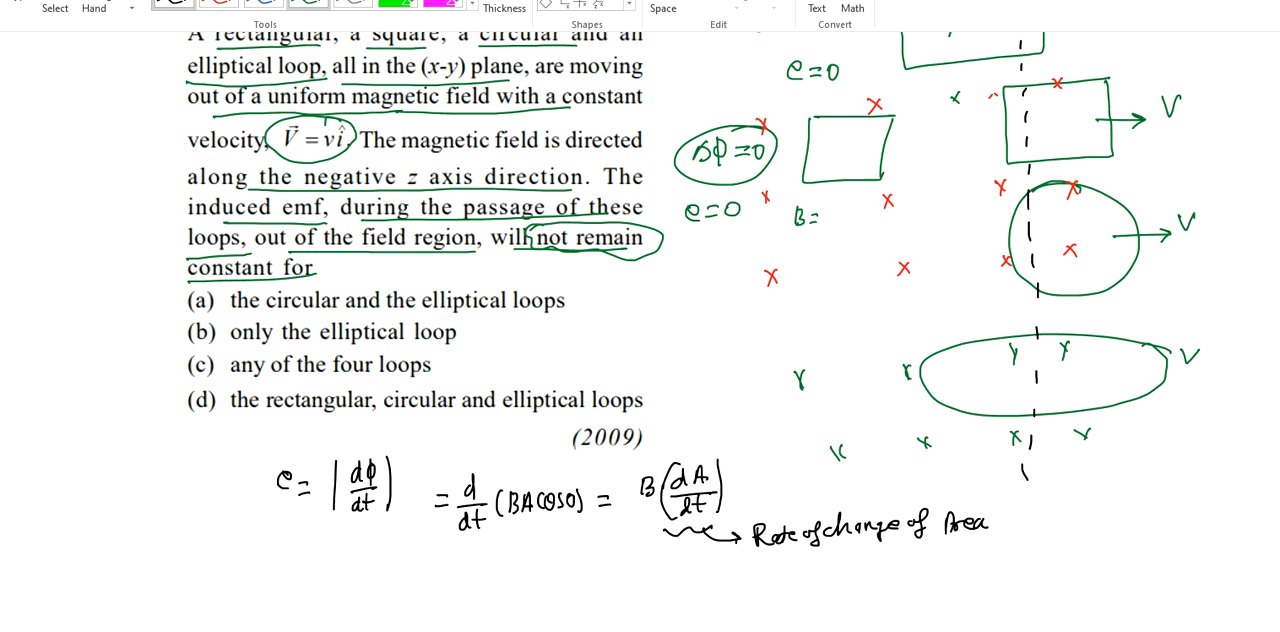 Select Hand Thickness Space Text Math
Tools Shapes Edit Convert
A rectangular, a square, a circular and an
elliptical loop, all in the (x-y) plane, are moving
out of a uniform magnetic field with a constant
velocity, V⃗ = vî. The magnetic field is directed
along the negative z axis direction. The
induced emf, during the passage of these
loops, out of the field region, will not remain
constant for
(a) the circular and the elliptical loops
(b) only the elliptical loop
(c) any of the four loops
(d) the rectangular, circular and elliptical loops
(2009)
e=0
V
Δϕ=0
e=0
B=
V
V
e = |dϕ/dt| = d/dt (BA cos0) = B(dA/dt)
→ Rate of change of Area